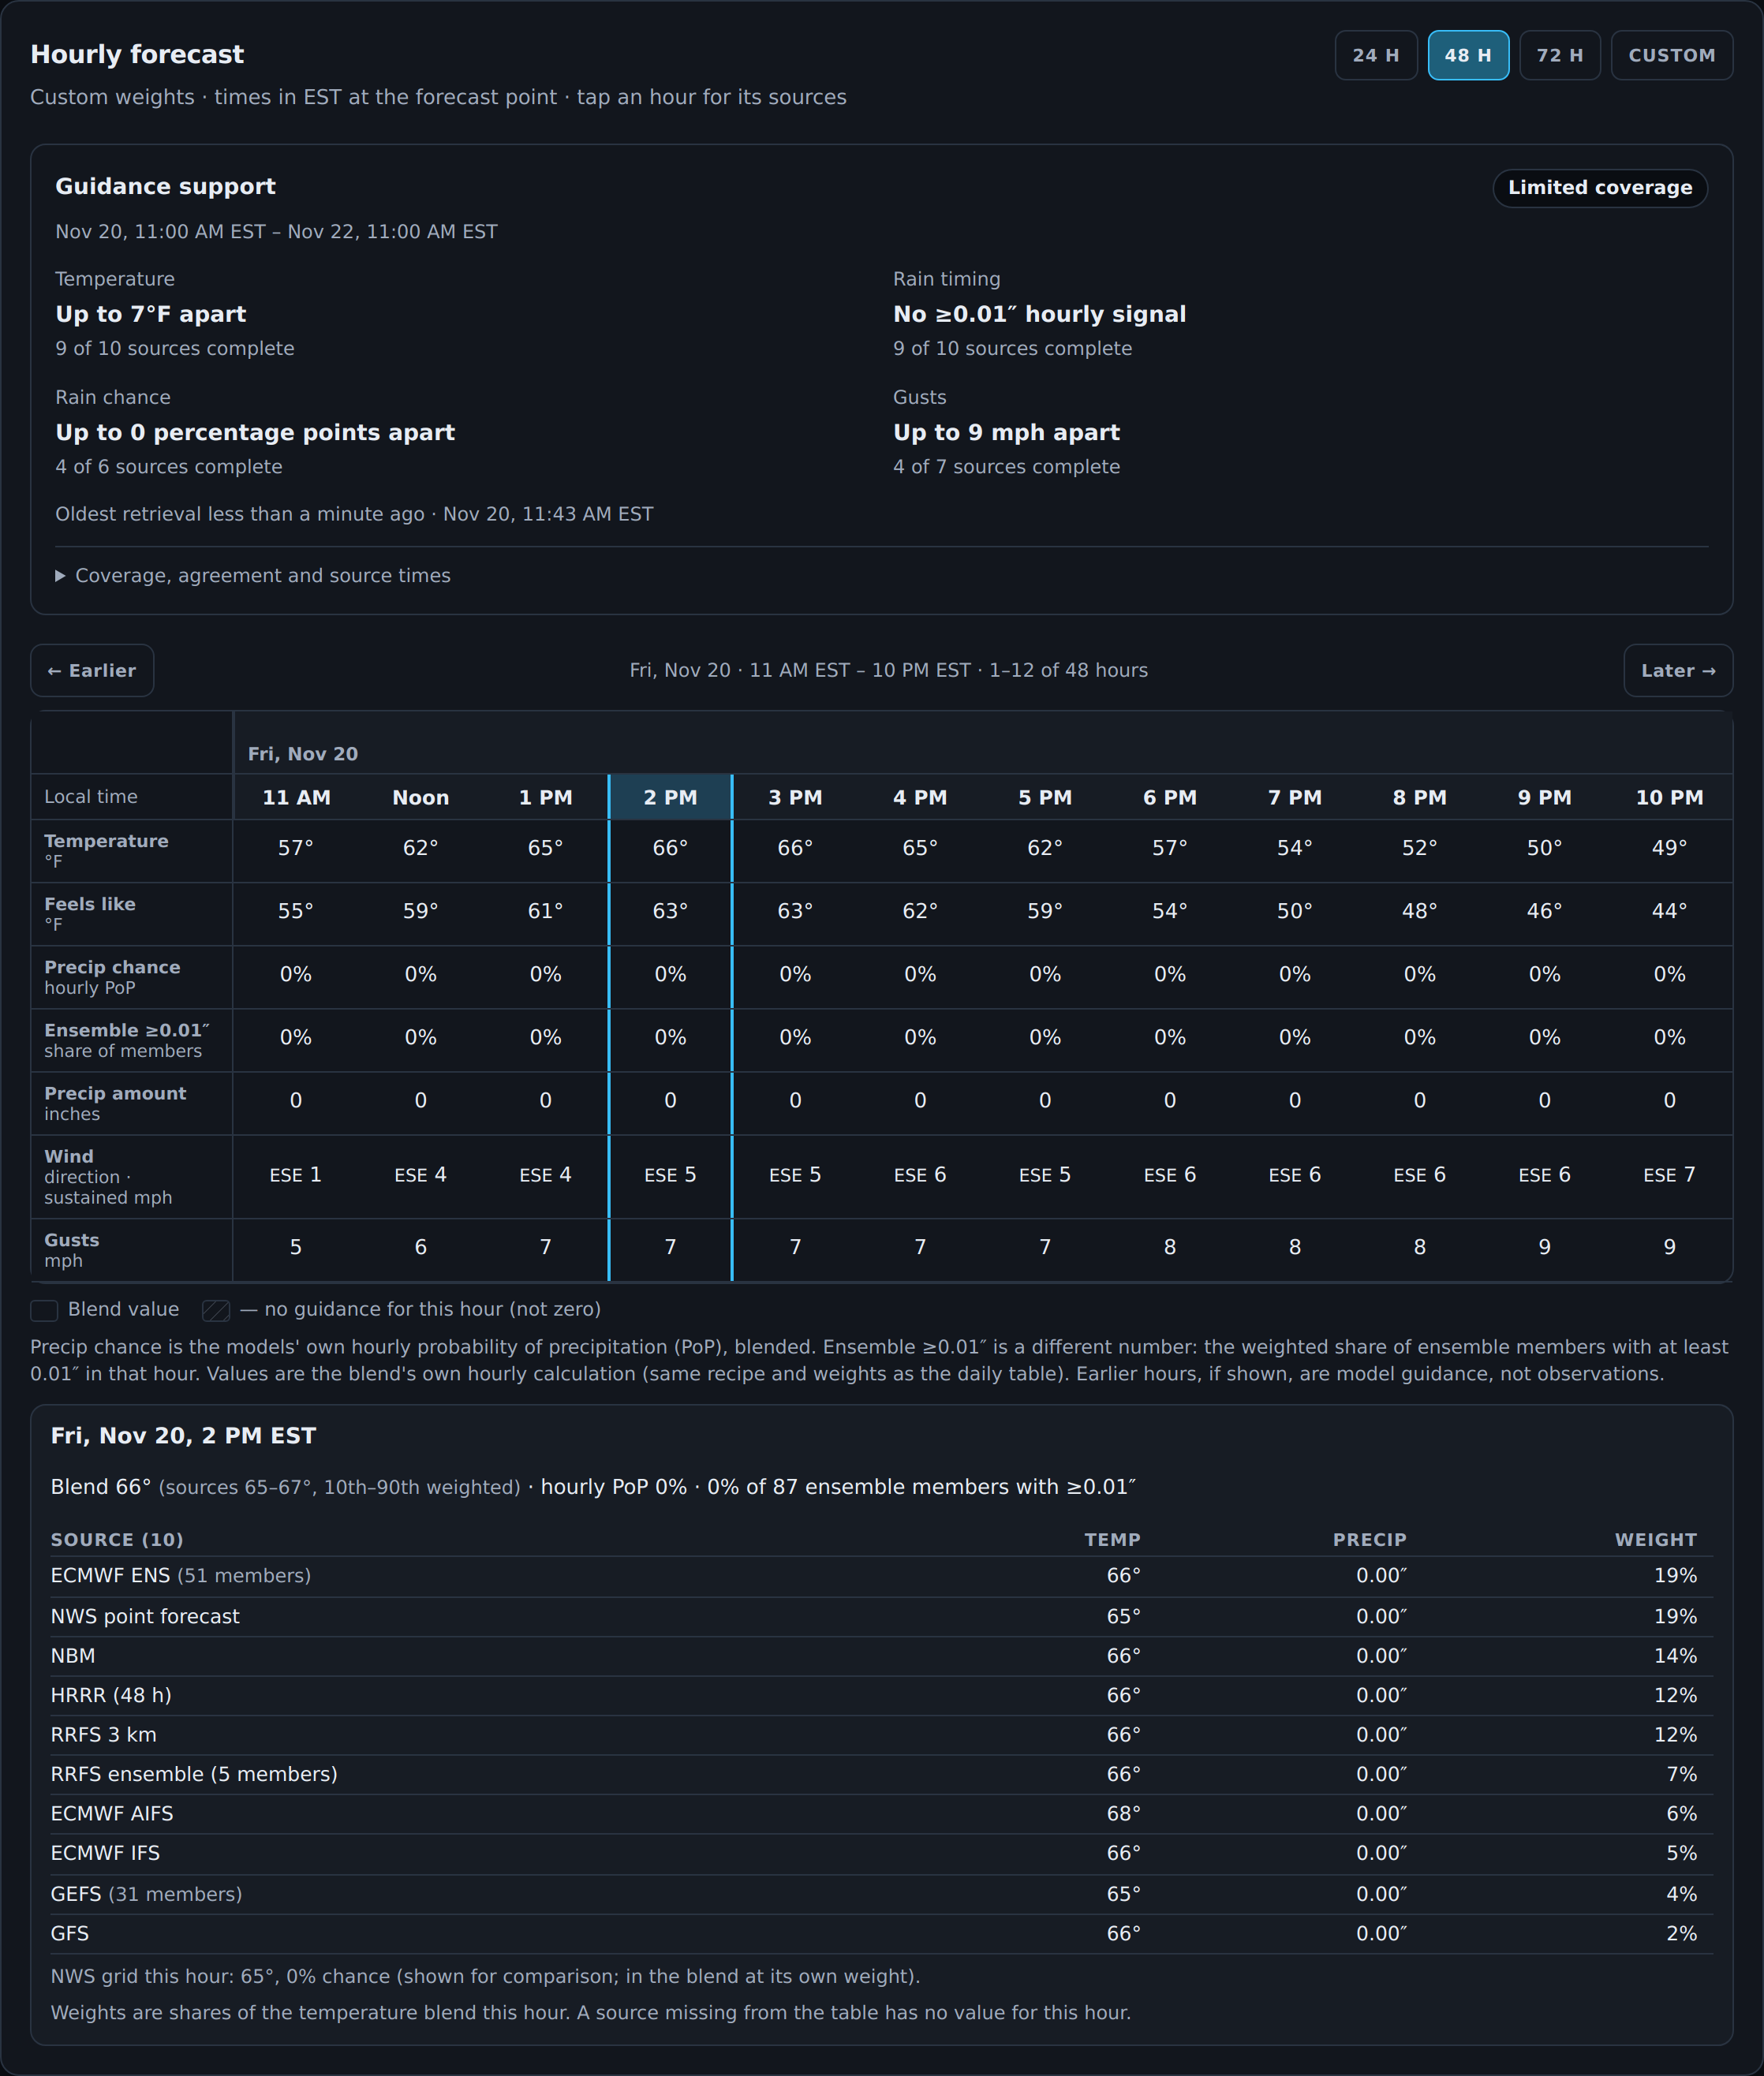 Hourly forecast
24 H 48 H 72 H CUSTOM
Custom weights · times in EST at the forecast point · tap an hour for its sources
Guidance support
Limited coverage
Nov 20, 11:00 AM EST – Nov 22, 11:00 AM EST
Temperature
Up to 7°F apart
9 of 10 sources complete
Rain timing
No ≥0.01″ hourly signal
9 of 10 sources complete
Rain chance
Up to 0 percentage points apart
4 of 6 sources complete
Gusts
Up to 9 mph apart
4 of 7 sources complete
Oldest retrieval less than a minute ago · Nov 20, 11:43 AM EST
▶ Coverage, agreement and source times
← Earlier
Fri, Nov 20 · 11 AM EST – 10 PM EST · 1–12 of 48 hours
Later →
Fri, Nov 20
Local time 11 AM Noon 1 PM 2 PM 3 PM 4 PM 5 PM 6 PM 7 PM 8 PM 9 PM 10 PM
Temperature
°F
57° 62° 65° 66° 66° 65° 62° 57° 54° 52° 50° 49°
Feels like
°F
55° 59° 61° 63° 63° 62° 59° 54° 50° 48° 46° 44°
Precip chance
hourly PoP
0% 0% 0% 0% 0% 0% 0% 0% 0% 0% 0% 0%
Ensemble ≥0.01″
share of members
0% 0% 0% 0% 0% 0% 0% 0% 0% 0% 0% 0%
Precip amount
inches
0 0 0 0 0 0 0 0 0 0 0 0
Wind
direction ·
sustained mph
ESE 1 ESE 4 ESE 4 ESE 5 ESE 5 ESE 6 ESE 5 ESE 6 ESE 6 ESE 6 ESE 6 ESE 7
Gusts
mph
5 6 7 7 7 7 7 8 8 8 9 9
Blend value — no guidance for this hour (not zero)
Precip chance is the models' own hourly probability of precipitation (PoP), blended. Ensemble ≥0.01″ is a different number: the weighted share of ensemble members with at least
0.01″ in that hour. Values are the blend's own hourly calculation (same recipe and weights as the daily table). Earlier hours, if shown, are model guidance, not observations.
Fri, Nov 20, 2 PM EST
Blend 66° (sources 65–67°, 10th–90th weighted) · hourly PoP 0% · 0% of 87 ensemble members with ≥0.01″
SOURCE (10) TEMP PRECIP WEIGHT
ECMWF ENS (51 members) 66° 0.00″ 19%
NWS point forecast 65° 0.00″ 19%
NBM 66° 0.00″ 14%
HRRR (48 h) 66° 0.00″ 12%
RRFS 3 km 66° 0.00″ 12%
RRFS ensemble (5 members) 66° 0.00″ 7%
ECMWF AIFS 68° 0.00″ 6%
ECMWF IFS 66° 0.00″ 5%
GEFS (31 members) 65° 0.00″ 4%
GFS 66° 0.00″ 2%
NWS grid this hour: 65°, 0% chance (shown for comparison; in the blend at its own weight).
Weights are shares of the temperature blend this hour. A source missing from the table has no value for this hour.